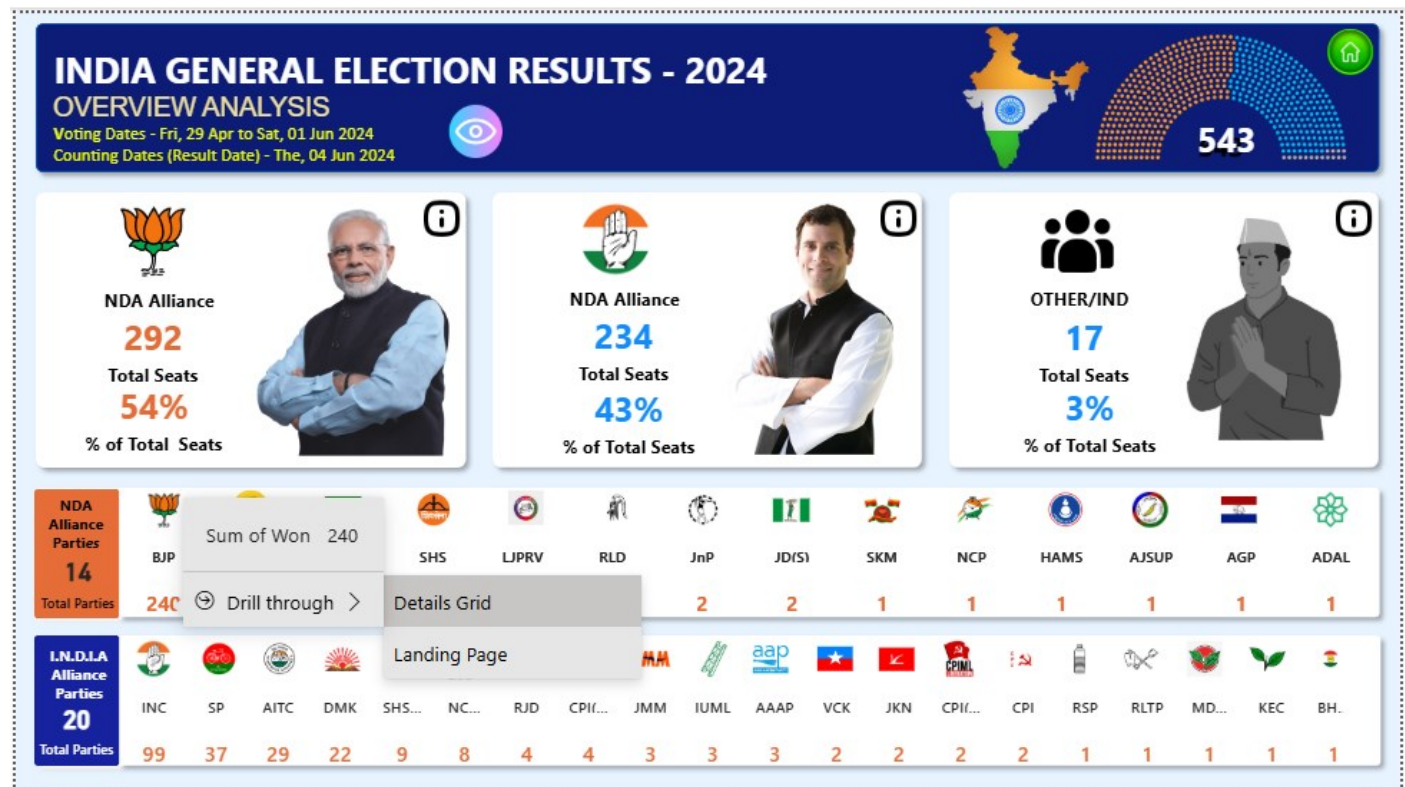 INDIA GENERAL ELECTION RESULTS - 2024
OVERVIEW ANALYSIS
Voting Dates - Fri, 29 Apr to Sat, 01 Jun 2024
Counting Dates (Result Date) - The, 04 Jun 2024
543
NDA Alliance
292
Total Seats
54%
% of Total Seats
NDA Alliance
234
Total Seats
43%
% of Total Seats
OTHER/IND
17
Total Seats
3%
% of Total Seats
NDA
Alliance
Parties
14
Total Parties
BJP SHS LJPRV RLD JnP JD(S) SKM NCP HAMS AJSUP AGP ADAL
240 2 2 1 1 1 1 1 1
Sum of Won 240
Drill through
Details Grid
Landing Page
I.N.D.I.A
Alliance
Parties
20
Total Parties
aap
CPIML
INC SP AITC DMK SHS... NC... RJD CPI(... JMM IUML AAAP VCK JKN CPI(... CPI RSP RLTP MD... KEC BH.
99 37 29 22 9 8 4 4 3 3 3 2 2 2 2 1 1 1 1 1